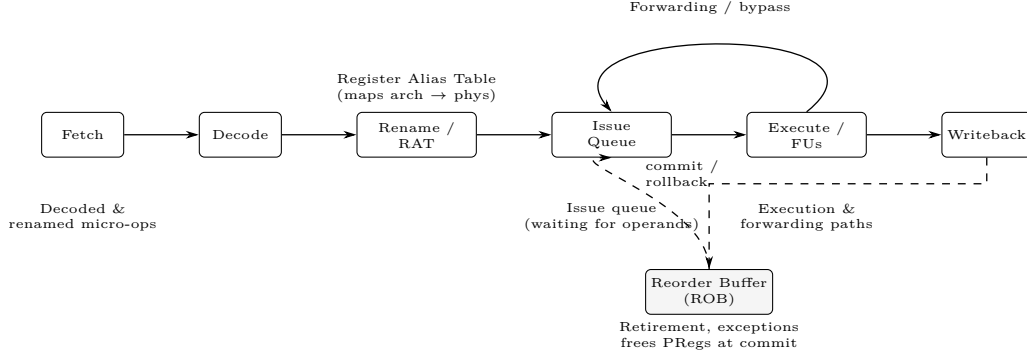 Forwarding / bypass
Register Alias Table
(maps arch → phys)
Fetch
Decode
Rename /
RAT
Issue
Queue
Execute /
FUs
Writeback
commit /
rollback
Decoded &
renamed micro-ops
Issue queue
(waiting for operands)
Execution &
forwarding paths
Reorder Buffer
(ROB)
Retirement, exceptions
frees PRegs at commit